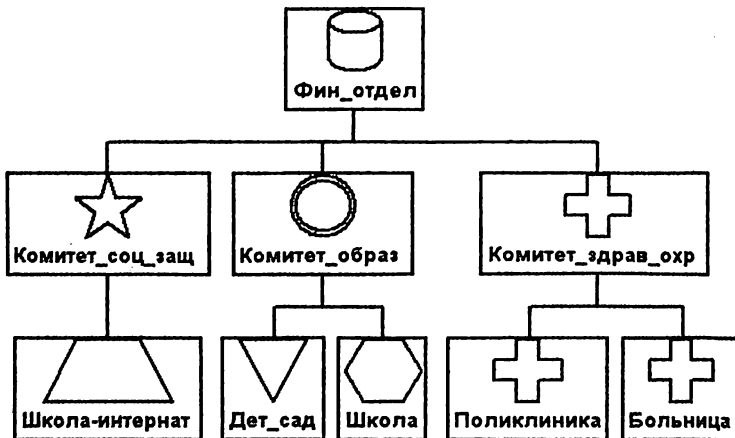 Фин_отдел
Комитет_соц_защ
Комитет_образ
Комитет_здрав_охр
Школа-интернат
Дет_сад
Школа
Поликлиника
Больница